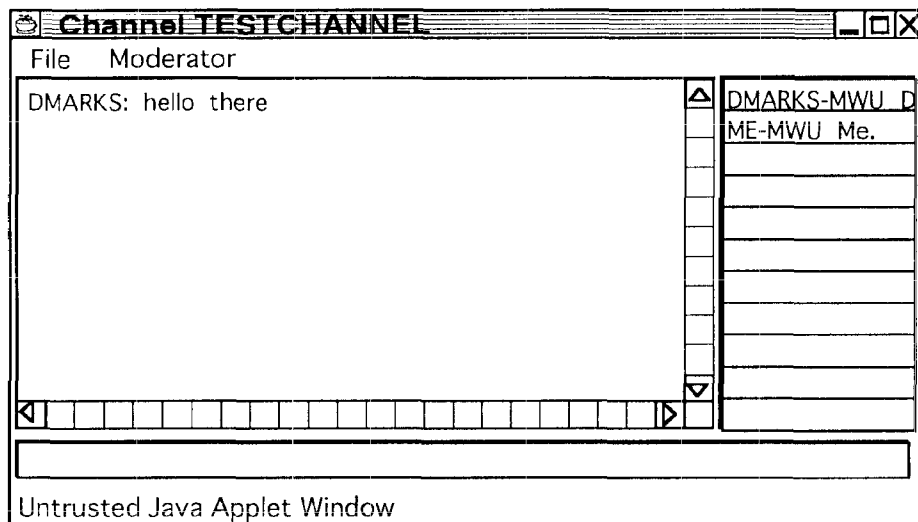 Channel TESTCHANNEL
File Moderator
DMARKS: hello there
DMARKS-MWU D
ME-MWU Me.
Untrusted Java Applet Window